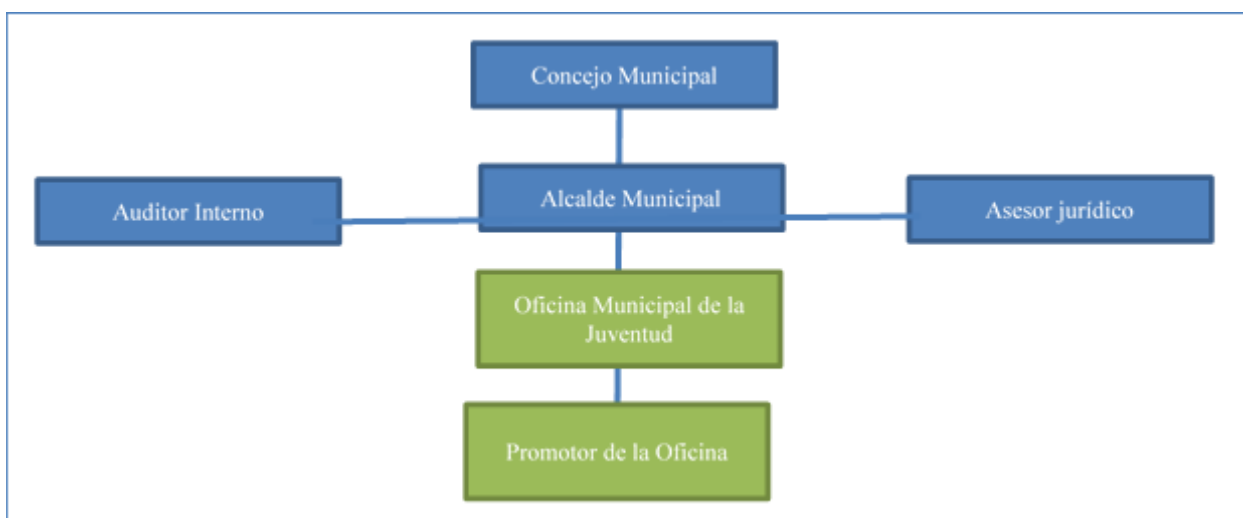 Concejo Municipal
Alcalde Municipal
Auditor Interno
Asesor jurídico
Oficina Municipal de la
Juventud
Promotor de la Oficina